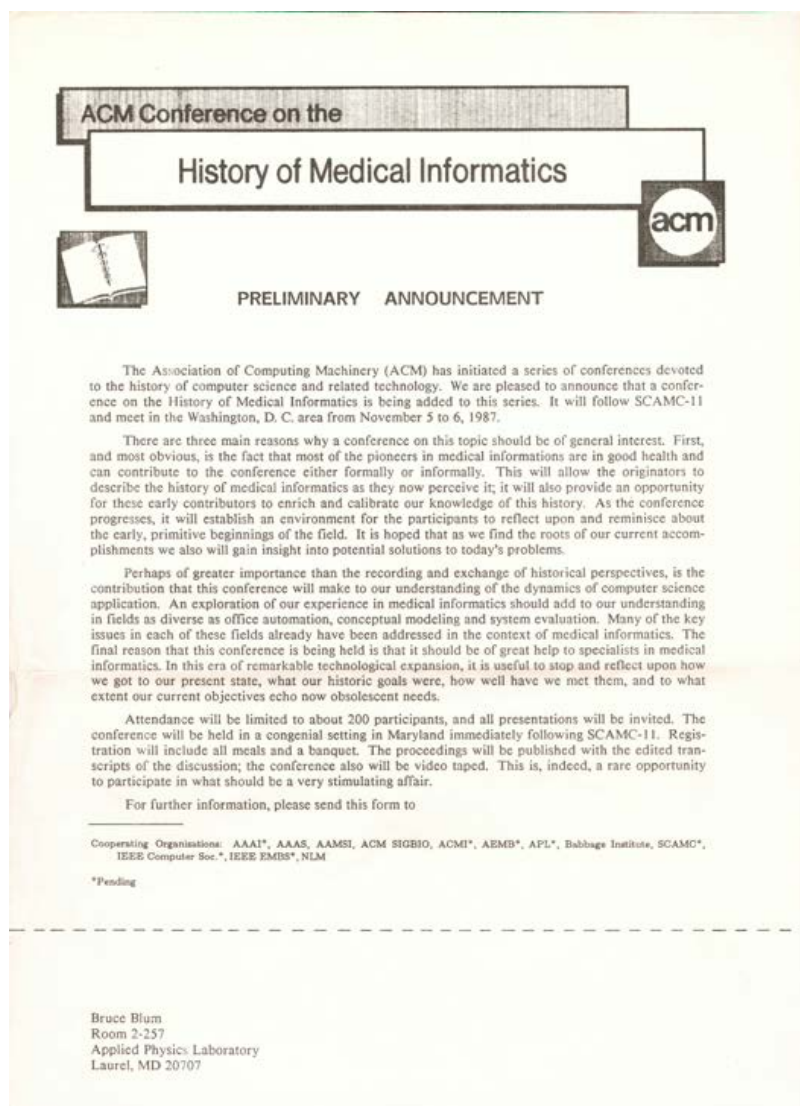 ACM Conference on the
History of Medical Informatics
acm
PRELIMINARY ANNOUNCEMENT
The Association of Computing Machinery (ACM) has initiated a series of conferences devoted
to the history of computer science and related technology. We are pleased to announce that a confer-
ence on the History of Medical Informatics is being added to this series. It will follow SCAMC-11
and meet in the Washington, D. C. area from November 5 to 6, 1987.
There are three main reasons why a conference on this topic should be of general interest. First,
and most obvious, is the fact that most of the pioneers in medical informations are in good health and
can contribute to the conference either formally or informally. This will allow the originators to
describe the history of medical informatics as they now perceive it; it will also provide an opportunity
for these early contributors to enrich and calibrate our knowledge of this history. As the conference
progresses, it will establish an environment for the participants to reflect upon and reminisce about
the early, primitive beginnings of the field. It is hoped that as we find the roots of our current accom-
plishments we also will gain insight into potential solutions to today's problems.
Perhaps of greater importance than the recording and exchange of historical perspectives, is the
contribution that this conference will make to our understanding of the dynamics of computer science
application. An exploration of our experience in medical informatics should add to our understanding
in fields as diverse as office automation, conceptual modeling and system evaluation. Many of the key
issues in each of these fields already have been addressed in the context of medical informatics. The
final reason that this conference is being held is that it should be of great help to specialists in medical
informatics. In this era of remarkable technological expansion, it is useful to stop and reflect upon how
we got to our present state, what our historic goals were, how well have we met them, and to what
extent our current objectives echo now obsolescent needs.
Attendance will be limited to about 200 participants, and all presentations will be invited. The
conference will be held in a congenial setting in Maryland immediately following SCAMC-11. Regis-
tration will include all meals and a banquet. The proceedings will be published with the edited tran-
scripts of the discussion; the conference also will be video taped. This is, indeed, a rare opportunity
to participate in what should be a very stimulating affair.
For further information, please send this form to
Cooperating Organizations: AAAI*, AAAS, AAMSI, ACM SIGBIO, ACMI*, AEMB*, APL*, Babbage Institute, SCAMC*,
IEEE Computer Soc.*, IEEE EMBS*, NLM
*Pending
Bruce Blum
Room 2-257
Applied Physics Laboratory
Laurel, MD 20707